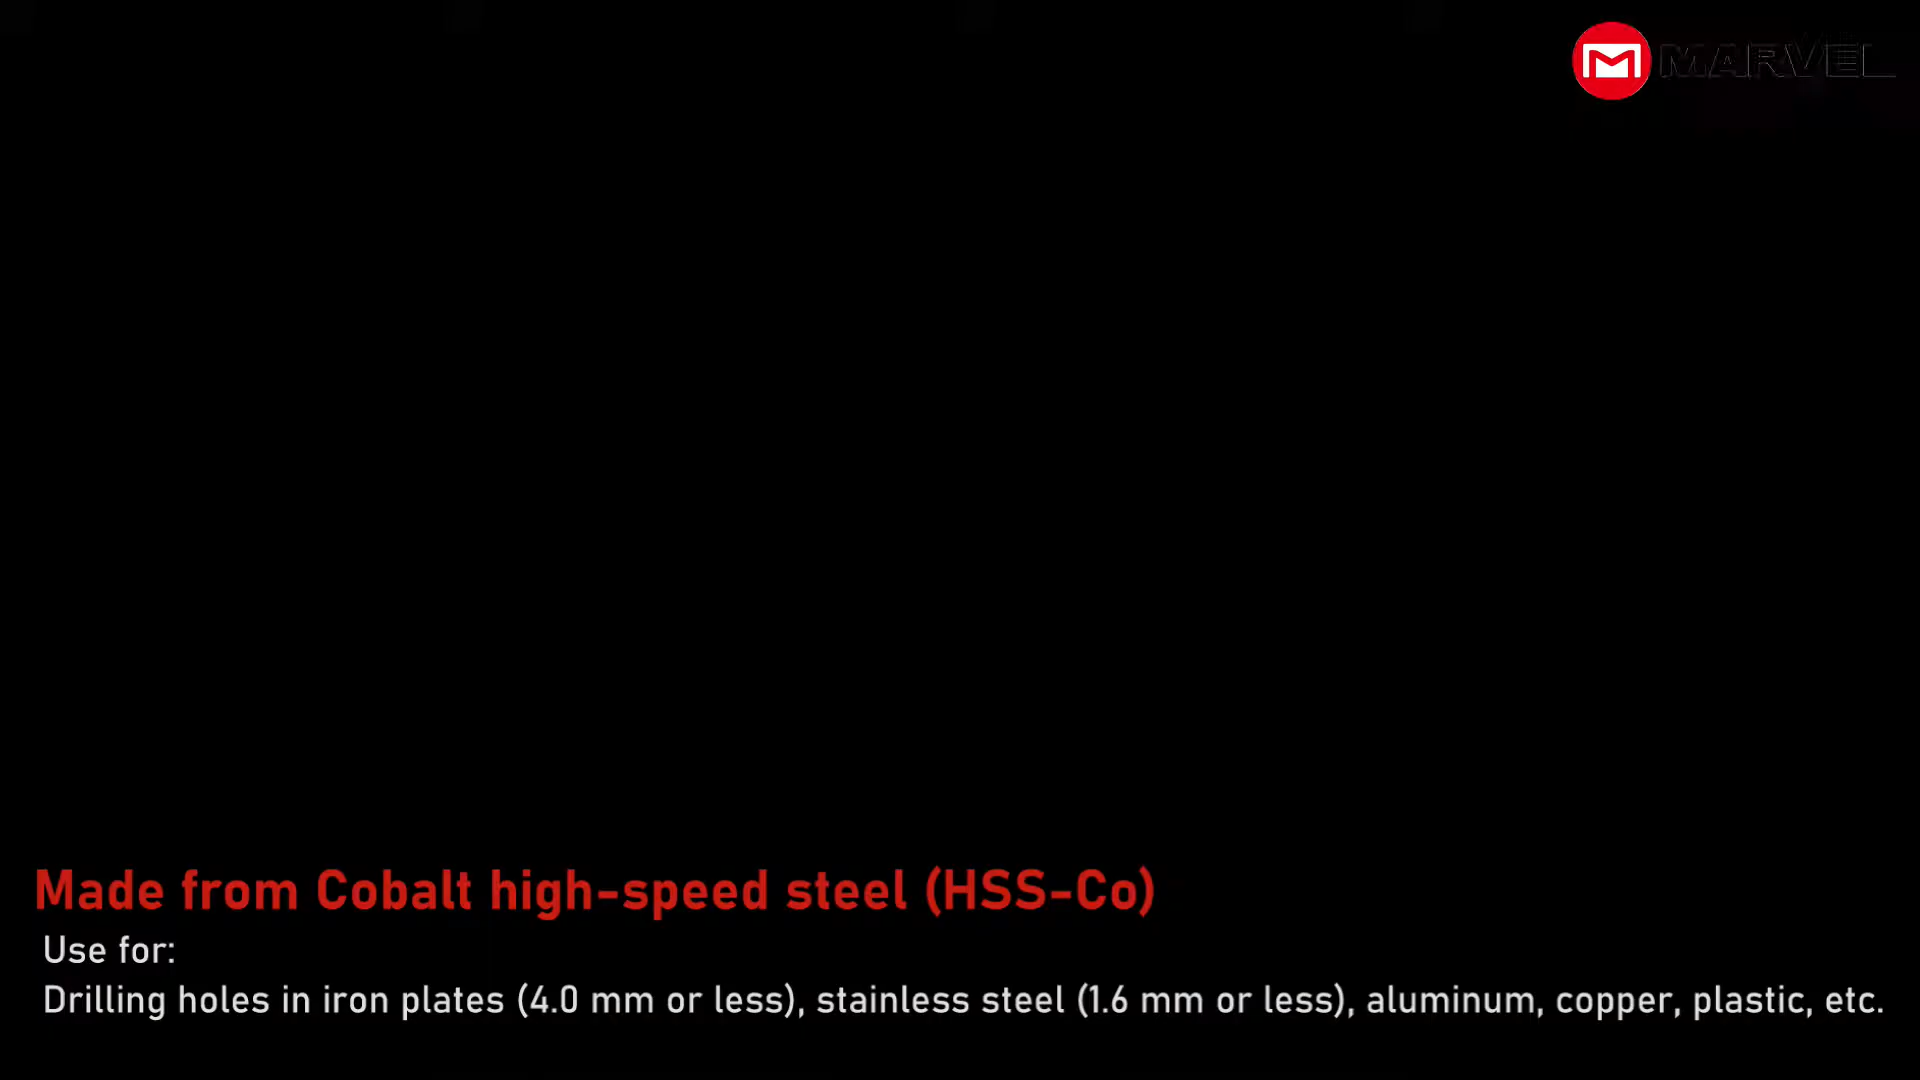 MARVEL
Made from Cobalt high-speed steel (HSS-Co)
Use for:
Drilling holes in iron plates (4.0 mm or less), stainless steel (1.6 mm or less), aluminum, copper, plastic, etc.